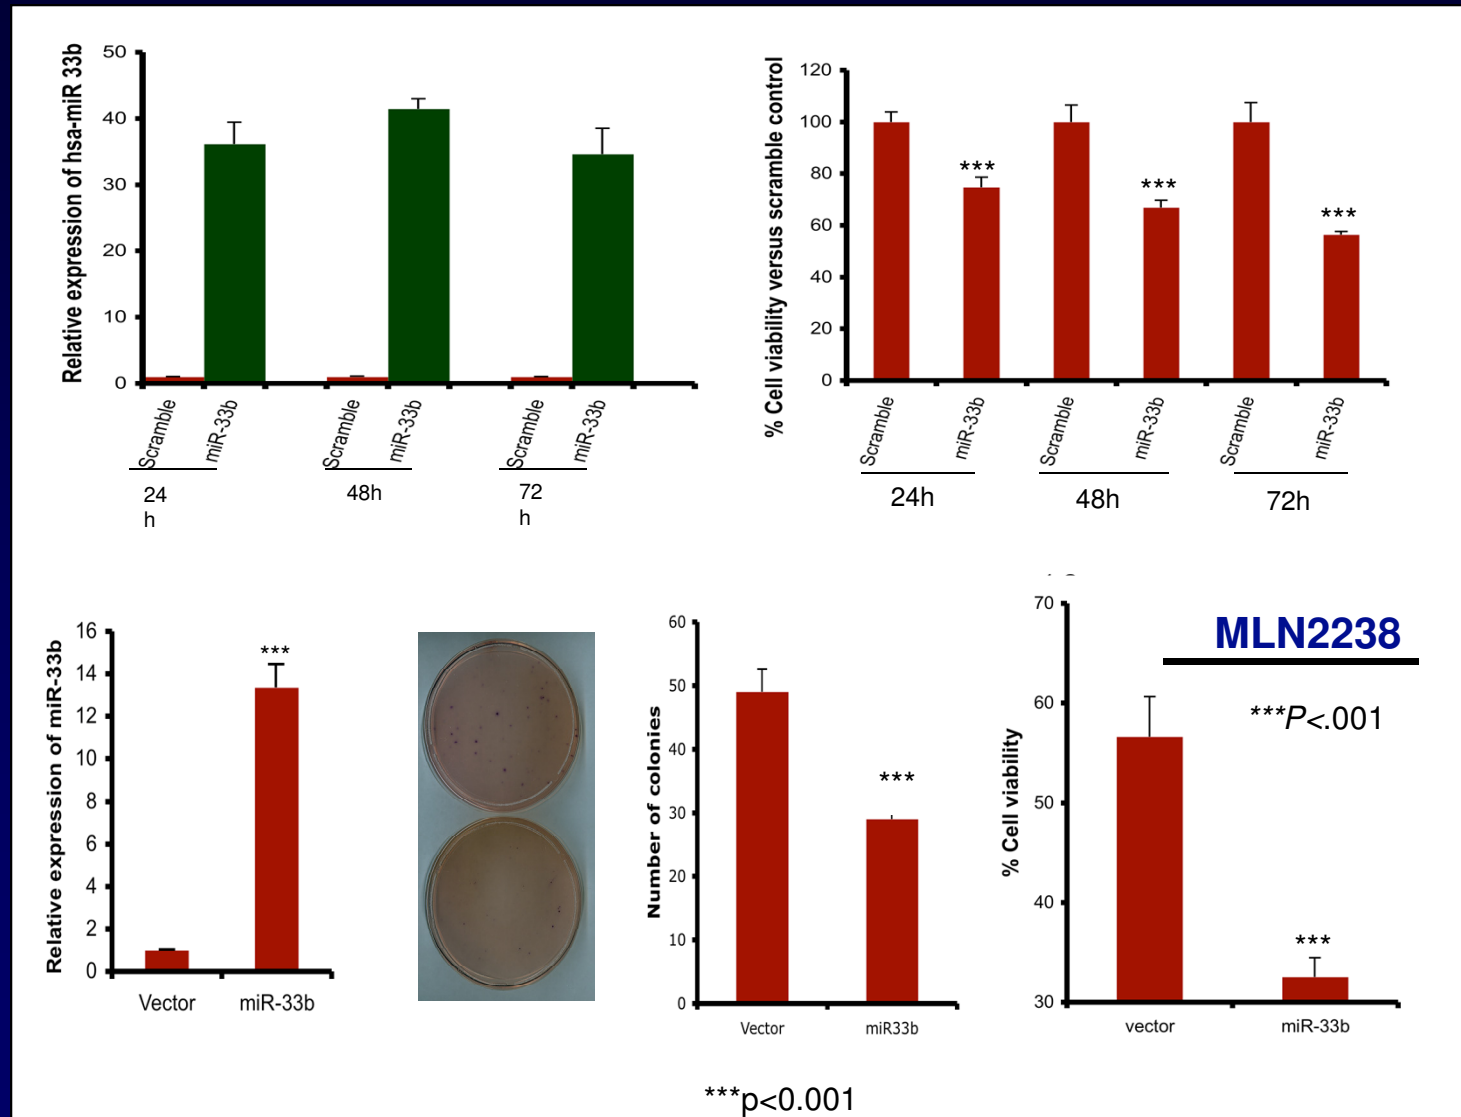 Relative expression of hsa-miR 33b
50
40
30
20
10
0
Scramble
miR-33b
Scramble
miR-33b
Scramble
miR-33b
24
h
48h
72
h
% Cell viability versus scramble control
120
100
80
60
40
20
0
***
***
***
Scramble
miR-33b
Scramble
miR-33b
Scramble
miR-33b
24h
48h
72h
Relative expression of miR-33b
16
14
12
10
8
6
4
2
0
***
Vector
miR-33b
Number of colonies
60
50
40
30
20
10
0
***
Vector
miR33b
% Cell viability
70
60
50
40
30
MLN2238
***P<.001
***
vector
miR-33b
***p<0.001